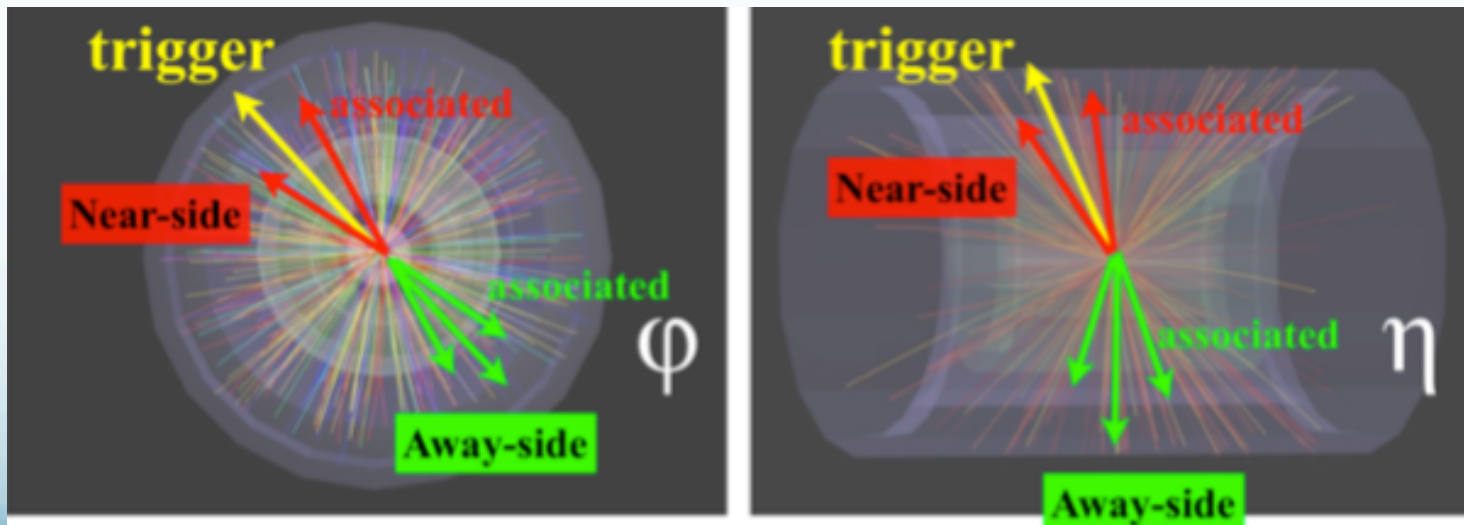 trigger
associated
Near-side
associated
φ
Away-side
trigger
associated
Near-side
associated
η
Away-side